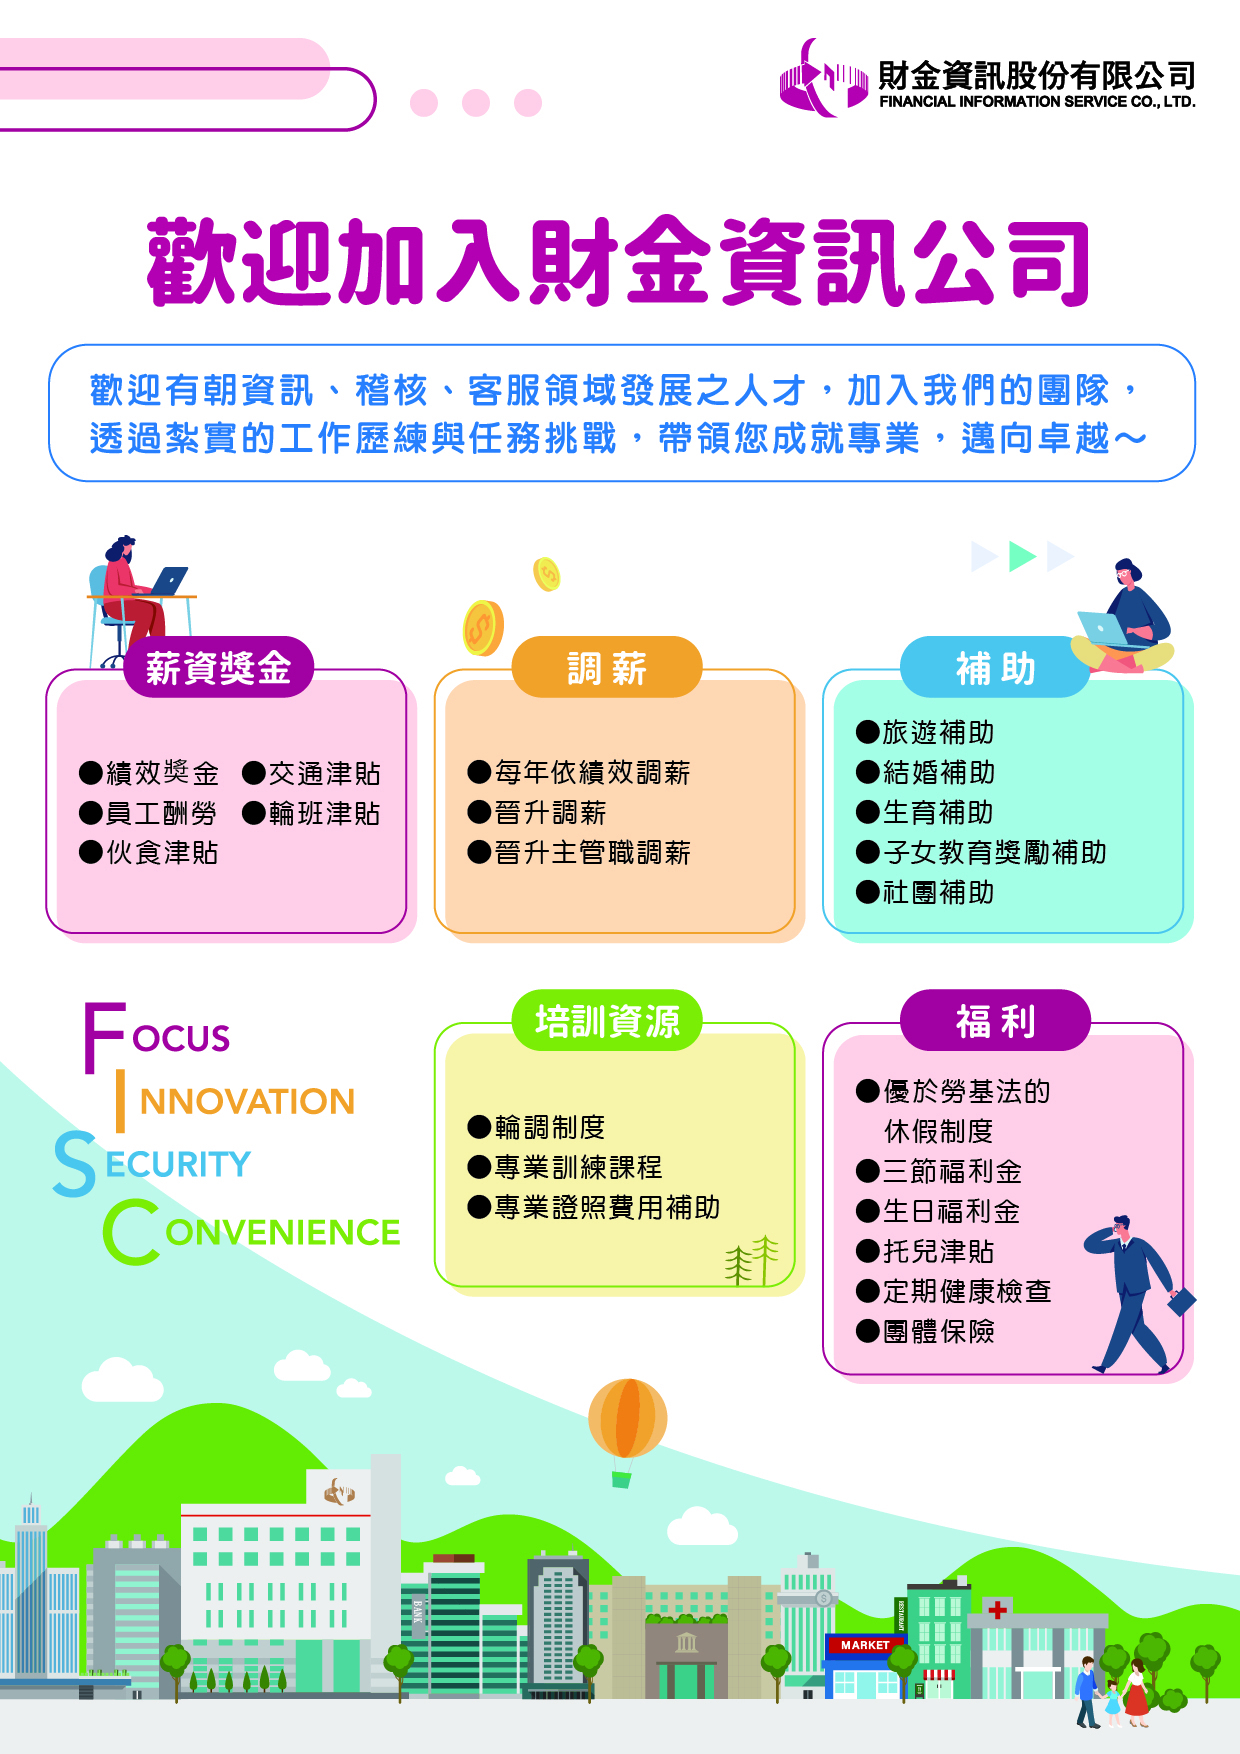 財金資訊股份有限公司
FINANCIAL INFORMATION SERVICE CO., LTD.
歡迎加入財金資訊公司
歡迎有朝資訊、稽核、客服領域發展之人才，加入我們的團隊，
透過紮實的工作歷練與任務挑戰，帶領您成就專業，邁向卓越～
薪資獎金
●績效獎金 ●交通津貼
●員工酬勞 ●輪班津貼
●伙食津貼
調薪
●每年依績效調薪
●晉升調薪
●晉升主管職調薪
補助
●旅遊補助
●結婚補助
●生育補助
●子女教育獎勵補助
●社團補助
FOCUS
INNOVATION
SECURITY
CONVENIENCE
培訓資源
●輪調制度
●專業訓練課程
●專業證照費用補助
福利
●優於勞基法的
休假制度
●三節福利金
●生日福利金
●托兒津貼
●定期健康檢查
●團體保險
BANK
RESTAURANT
MARKET